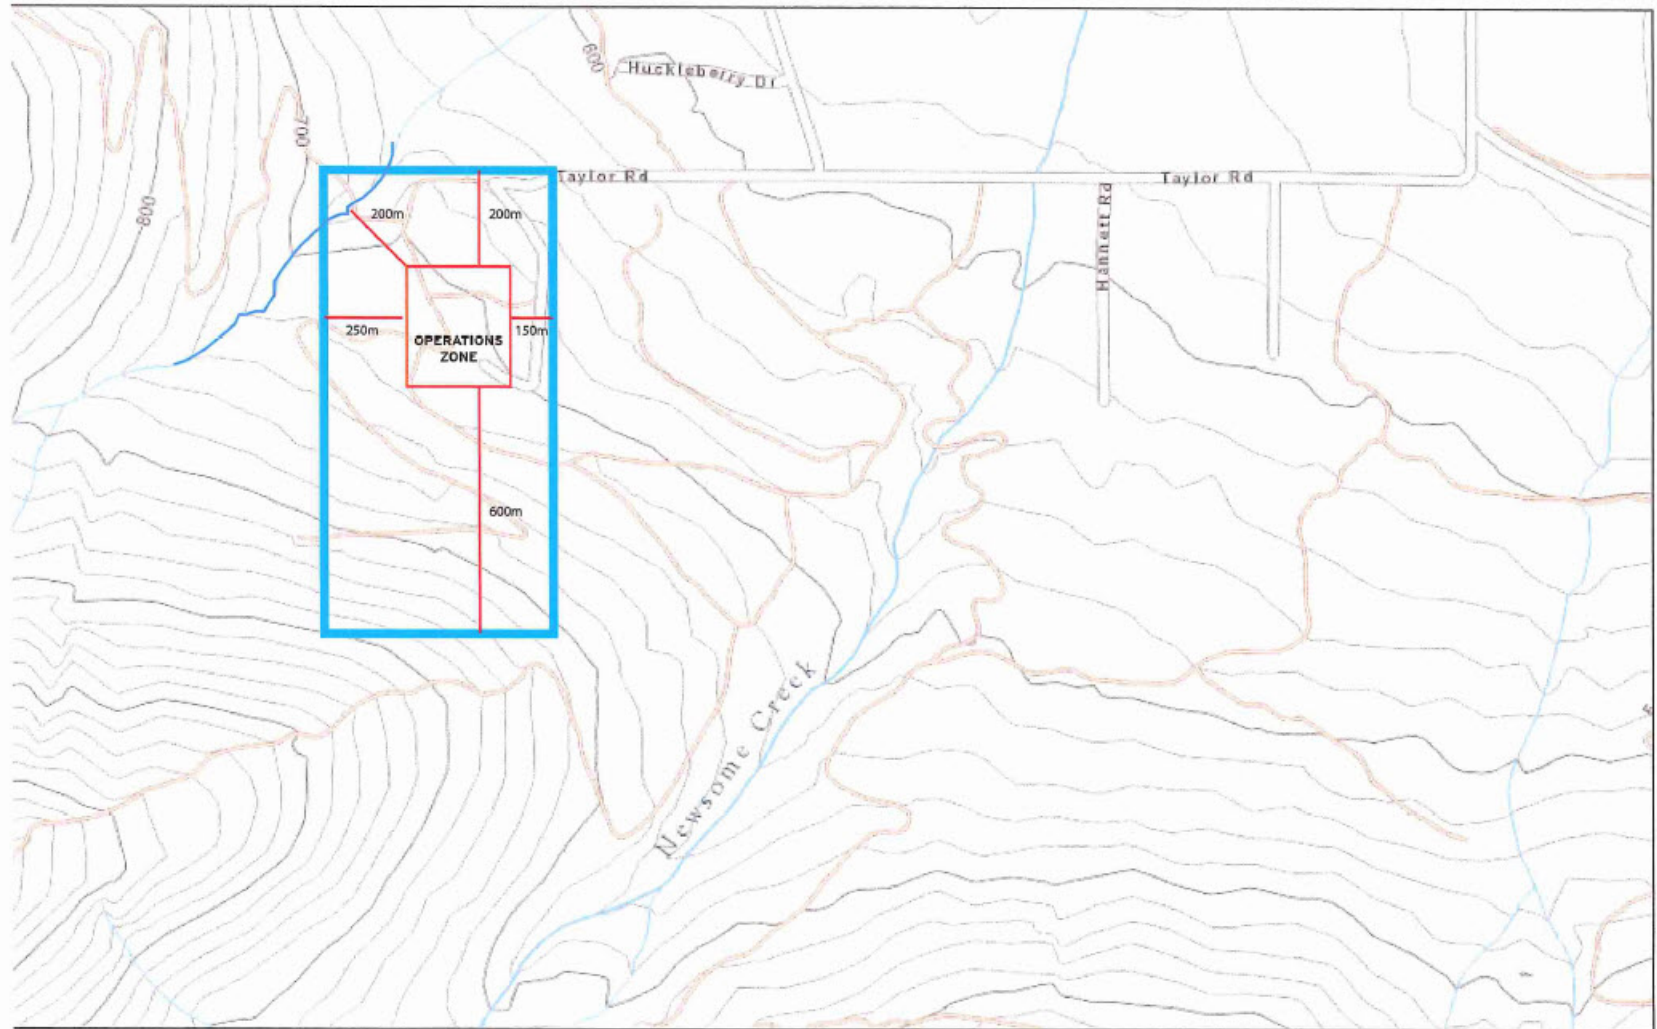 600
Huckleberry Dr
700
Taylor Rd
Taylor Rd
800
200m
200m
Hannett Rd
250m
150m
OPERATIONS
ZONE
600m
Newsome Creek